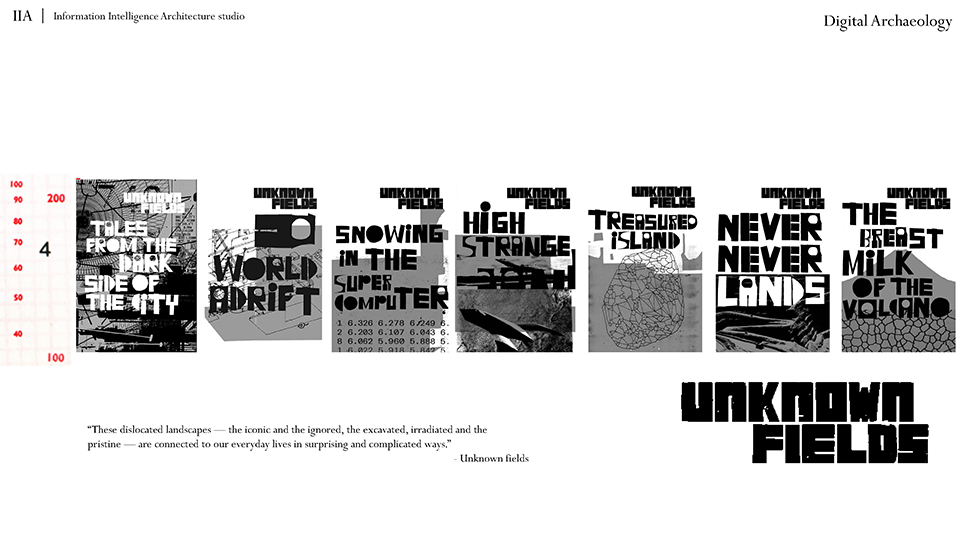 IIA | Information Intelligence Architecture studio
Digital Archaeology
100
90
80
70
60
50
40
200
4
100
UNKNOWN
FIELDS
TALES
FROM THE
DARK
SIDE OF
THE CITY
UNKNOWN
FIELDS
WORLD
ADRiFT
UNKNOWN
FIELDS
SNOWiNG
iN THE
SUPER
COMPUTER
1 6.326 6.278 6.249 6.
2 6.203 6.107 6.043 6.
8 6.062 5.960 5.888 5.
1 6.022 5.918 5.842 5.
UNKNOWN
FIELDS
HiGH
STRANGE
UNKNOWN
FIELDS
TREASURED
iSLAND
UNKNOWN
FIELDS
NEVER
NEVER
LANDS
UNKNOWN
FIELDS
THE
BREAST
MiLK
OF THE
VOLCANO
“These dislocated landscapes — the iconic and the ignored, the excavated, irradiated and the
pristine — are connected to our everyday lives in surprising and complicated ways.”
- Unknown fields
UNKNOWN
FIELDS